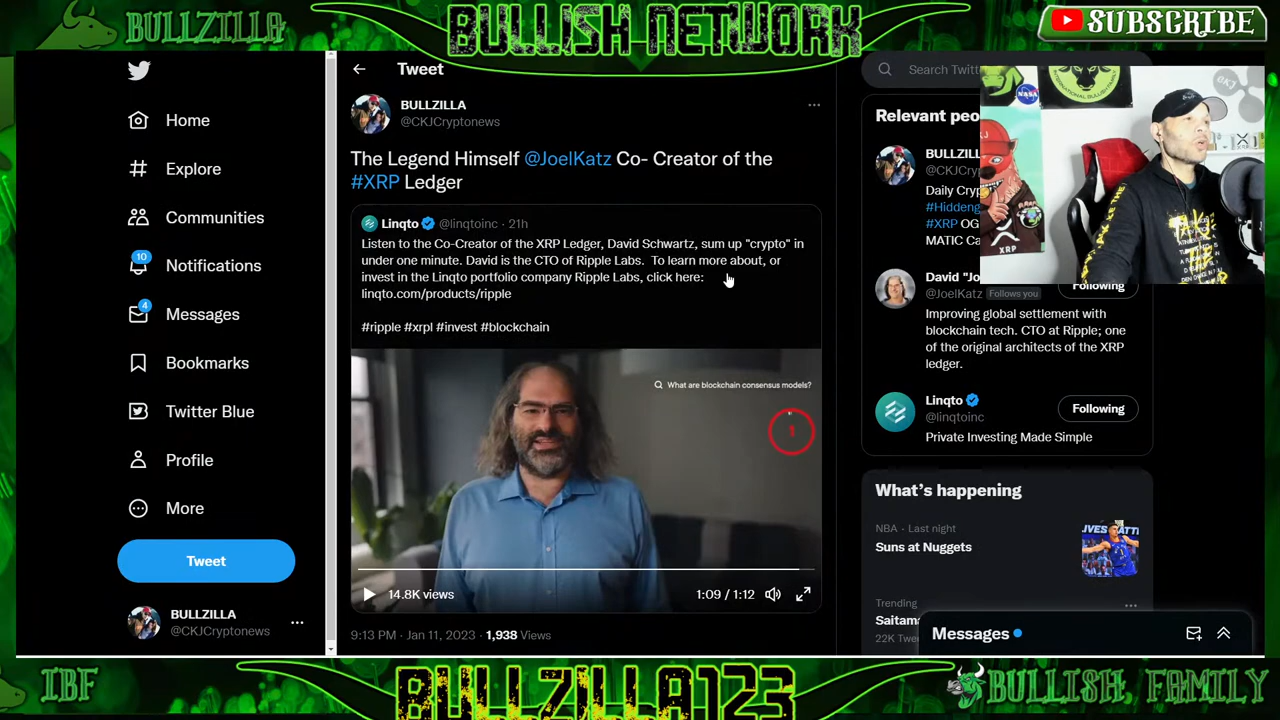 BULLZILLA
BULLISH NETWORK
SUBSCRIBE
Tweet
Search Twitt
Home
Explore
Communities
10
Notifications
4
Messages
Bookmarks
Twitter Blue
Profile
More
Tweet
BULLZILLA
@CKJCryptonews
BULLZILLA
@CKJCryptonews
The Legend Himself @JoelKatz Co- Creator of the
#XRP Ledger
Linqto @linqtoinc · 21h
Listen to the Co-Creator of the XRP Ledger, David Schwartz, sum up "crypto" in
under one minute. David is the CTO of Ripple Labs. To learn more about, or
invest in the Linqto portfolio company Ripple Labs, click here:
linqto.com/products/ripple
#ripple #xrpl #invest #blockchain
What are blockchain consensus models?
14.8K views
1:09 / 1:12
9:13 PM · Jan 11, 2023 · 1,938 Views
Relevant peo
BULLZILL
@CKJCryp
Daily Cryp
#Hiddeng
#XRP OG
MATIC Ca
NASA
XRP
David "Jo
@JoelKatz Follows you
Following
Improving global settlement with
blockchain tech. CTO at Ripple; one
of the original architects of the XRP
ledger.
Linqto
@linqtoinc
Following
Private Investing Made Simple
What's happening
NBA · Last night
Suns at Nuggets
Trending
Saitama
22K Twee
Messages
IBF
BULLZILLA123
BULLISH, FAMILY